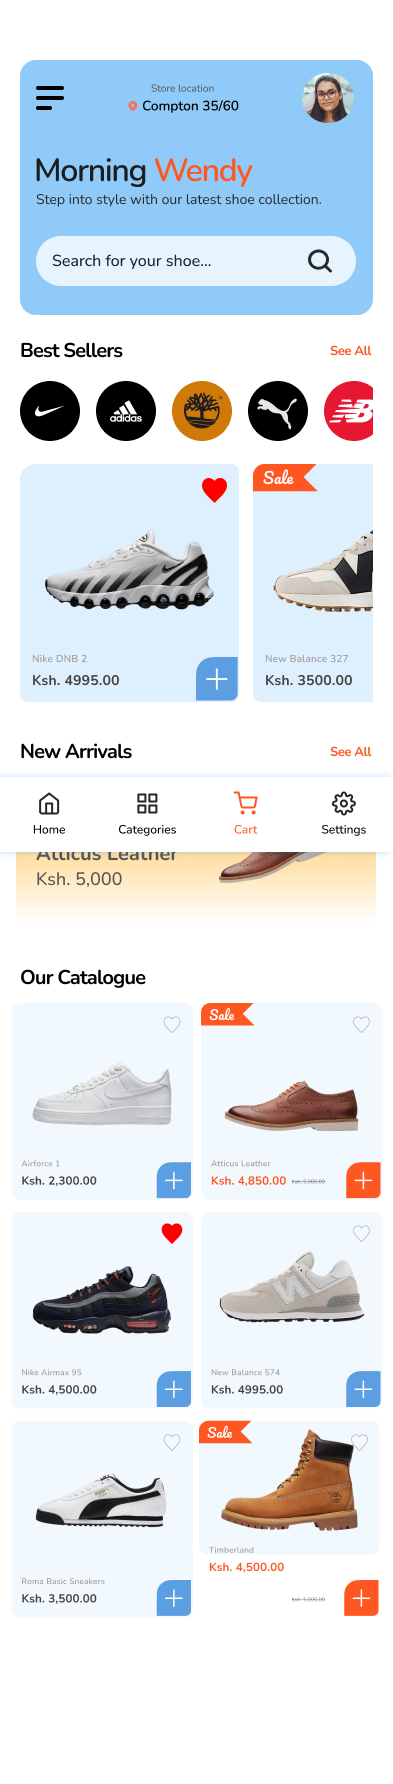 Store location
Compton 35/60
Morning Wendy
Step into style with our latest shoe collection.
Search for your shoe...
Best Sellers
See All
adidas
NB
Sale
Nike DNB 2
New Balance 327
Ksh. 4995.00
Ksh. 3500.00
New Arrivals
See All
Home
Categories
Cart
Settings
Atticus Leather
Ksh. 5,000
Our Catalogue
Sale
Airforce 1
Atticus Leather
Ksh. 2,300.00
Ksh. 4,850.00 Ksh. 5,000.00
Nike Airmax 95
New Balance 574
Ksh. 4,500.00
Ksh. 4995.00
Sale
Timberland
Ksh. 4,500.00
Roma Basic Sneakers
Ksh. 3,500.00
Ksh. 5,000.00